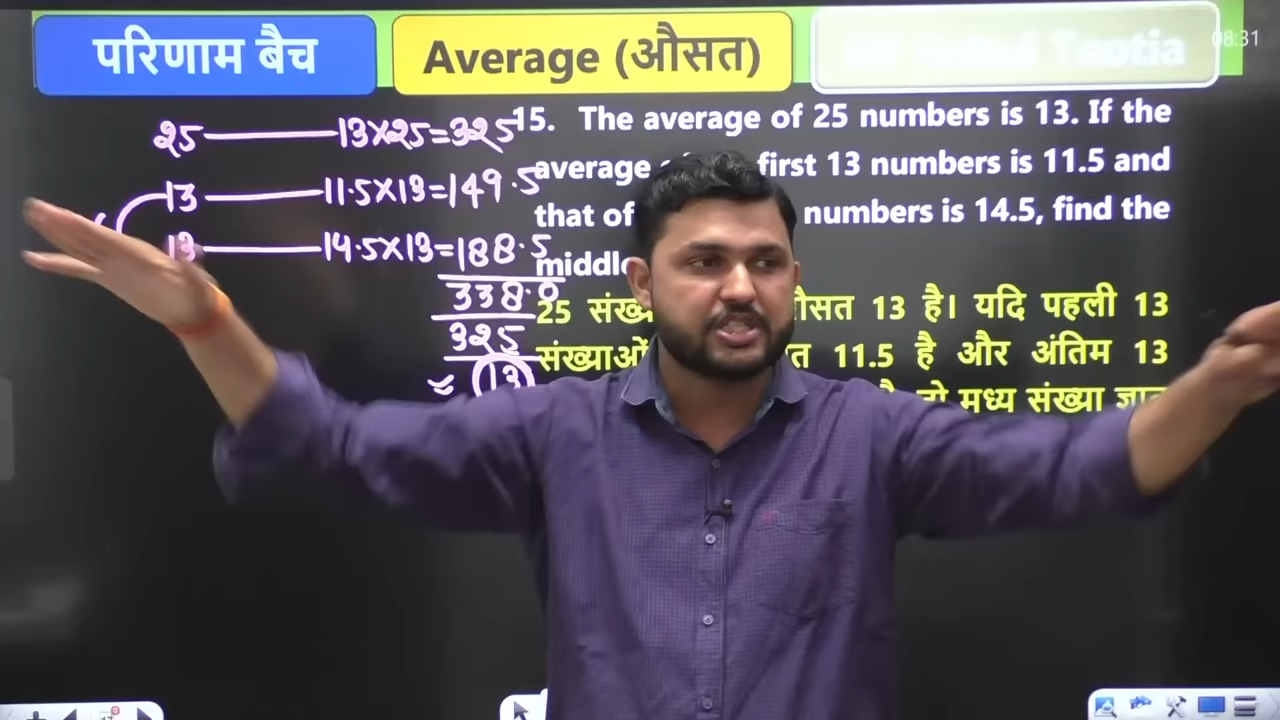 परिणाम बैच
Average (औसत)
08:31
25 — 13×25=325
13 — 11.5×13=149.5
13 — 14.5×13=188.5
338.0
325
13
15. The average of 25 numbers is 13. If the
average first 13 numbers is 11.5 and
that of numbers is 14.5, find the
25 औसत 13 है। यदि पहली 13
11.5 है और अंतिम 13
मध्य संख्या